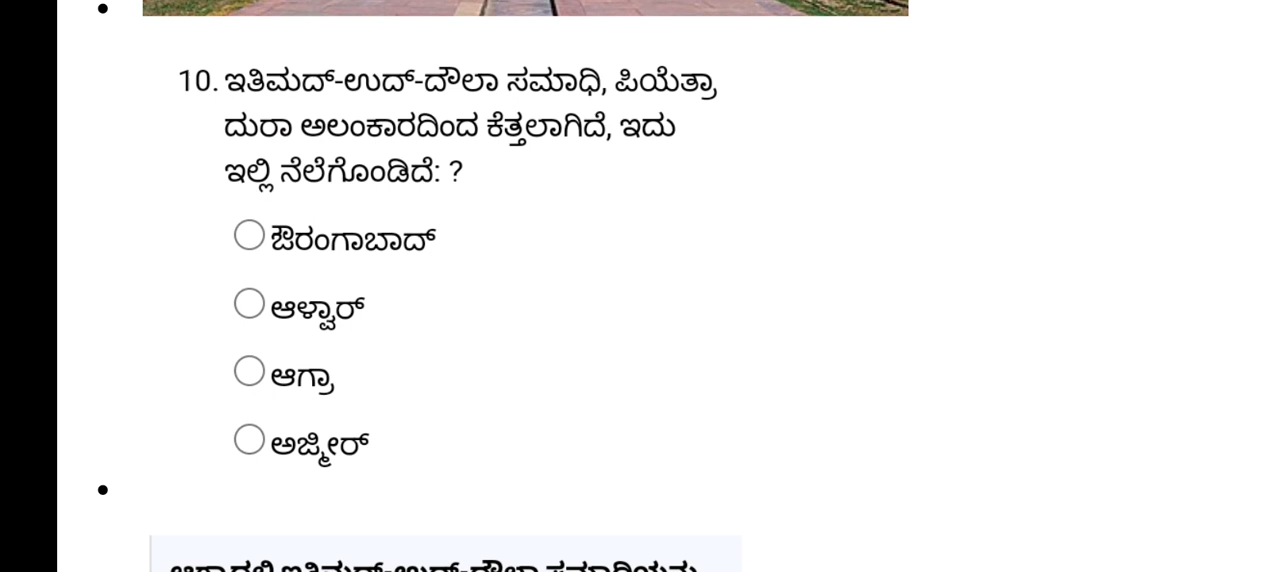 10. ಇತಿಮದ್-ಉದ್-ದೌಲಾ ಸಮಾಧಿ, ಪಿಯೆತ್ರಾ
ದುರಾ ಅಲಂಕಾರದಿಂದ ಕೆತ್ತಲಾಗಿದೆ, ಇದು
ಇಲ್ಲಿ ನೆಲೆಗೊಂಡಿದೆ: ?
ಔರಂಗಾಬಾದ್
ಆಳ್ವಾರ್
ಆಗ್ರಾ
ಅಜ್ಮೀರ್